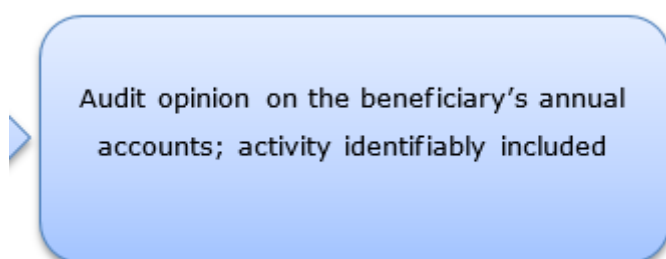 Audit opinion on the beneficiary’s annual
accounts; activity identifiably included